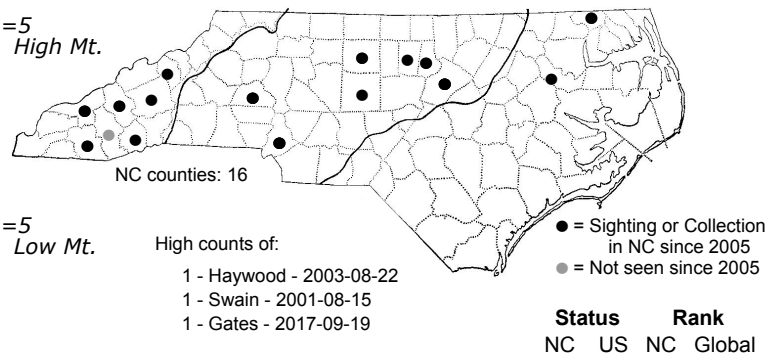 =5
High Mt.
NC counties: 16
=5
Low Mt.
High counts of:
1 - Haywood - 2003-08-22
1 - Swain - 2001-08-15
1 - Gates - 2017-09-19
● = Sighting or Collection
in NC since 2005
● = Not seen since 2005
Status Rank
NC US NC Global